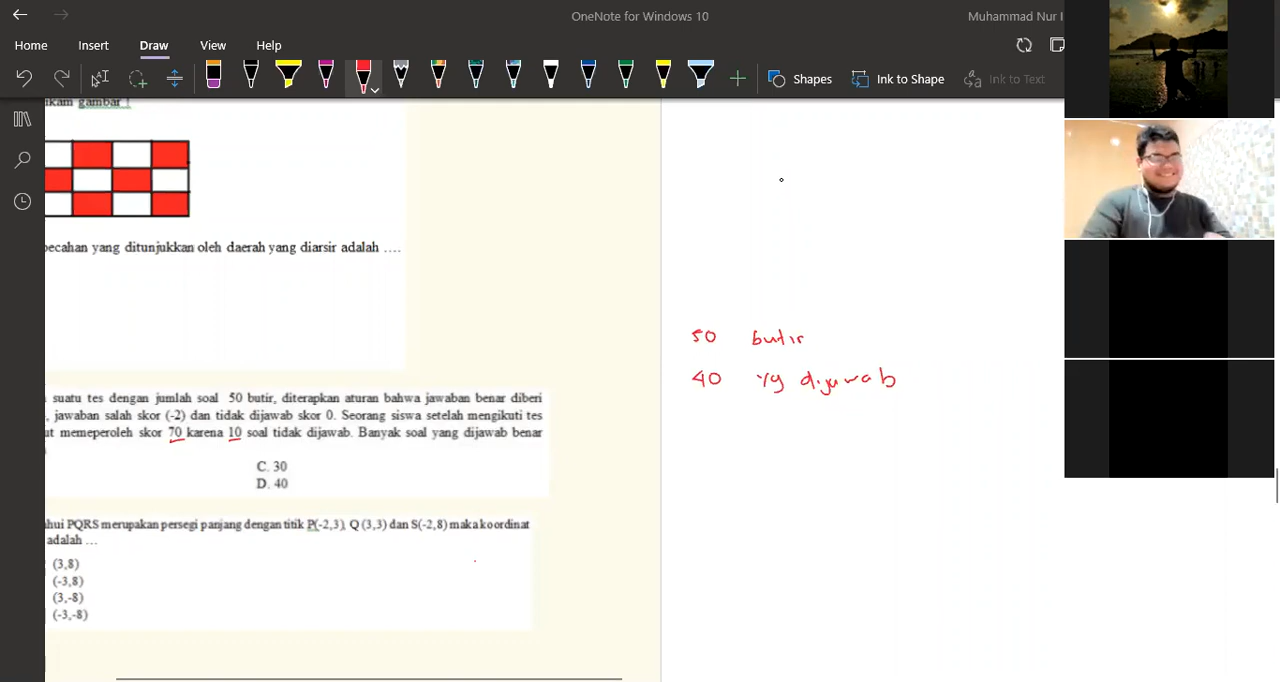 OneNote for Windows 10
Muhammad Nur I
Home Insert Draw View Help
Shapes Ink to Shape Ink to Text
ikam gambar !
ecahan yang ditunjukkan oleh daerah yang diarsir adalah ....
50 butir
40 yg dijawab
suatu tes dengan jumlah soal 50 butir, diterapkan aturan bahwa jawaban benar diberi
, jawaban salah skor (-2) dan tidak dijawab skor 0. Seorang siswa setelah mengikuti tes
ut memeperoleh skor 70 karena 10 soal tidak dijawab. Banyak soal yang dijawab benar
C. 30
D. 40
hui PQRS merupakan persegi panjang dengan titik P(-2,3), Q (3,3) dan S(-2,8) maka koordinat
adalah ...
(3,8)
(-3,8)
(3,-8)
(-3,-8)